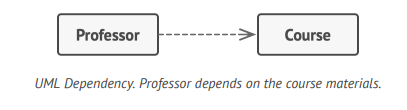 Professor
Course
UML Dependency. Professor depends on the course materials.